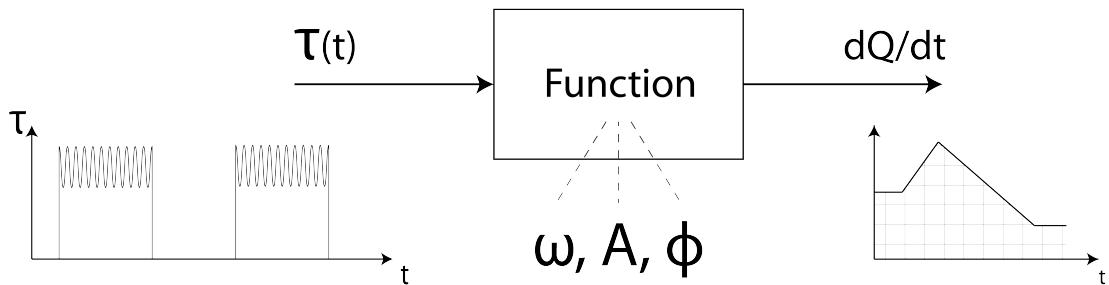 τ(t)
Function
dQ/dt
τ
t
ω, A, ϕ
t